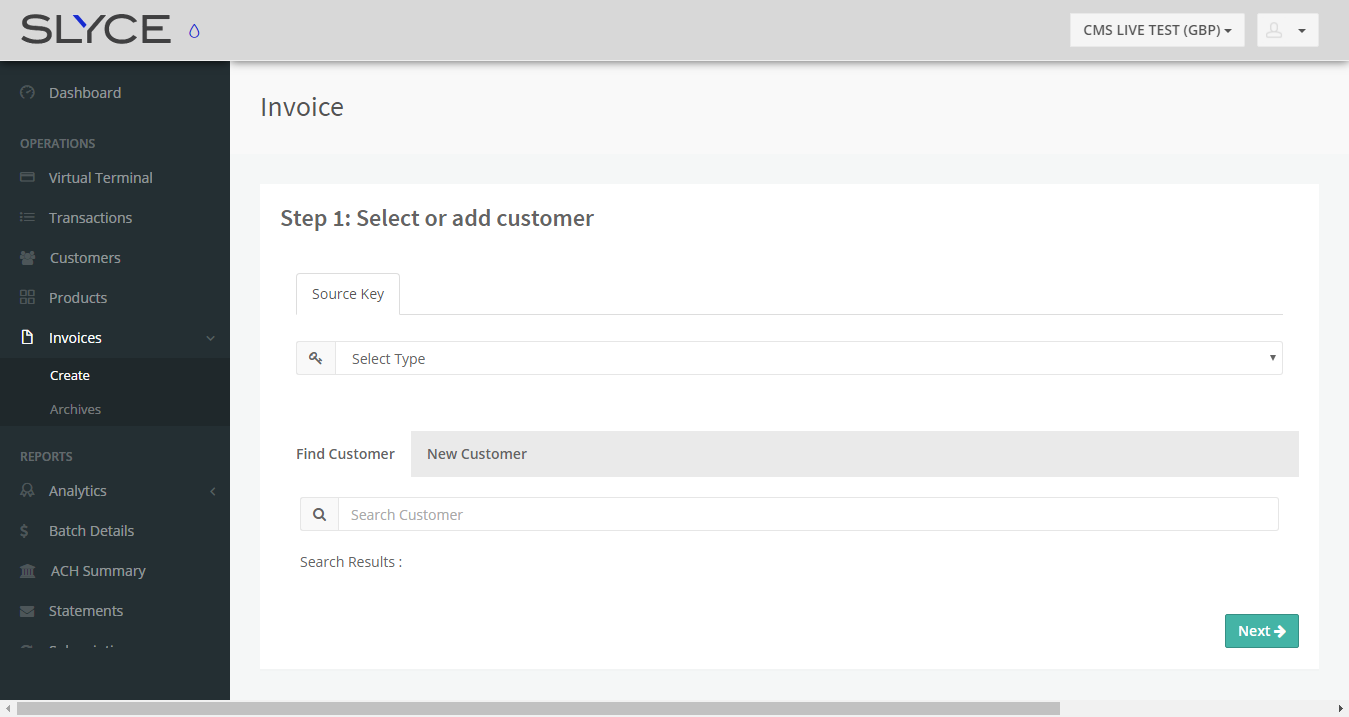 SLYCE
CMS LIVE TEST (GBP)
Dashboard
OPERATIONS
Virtual Terminal
Transactions
Customers
Products
Invoices
Create
Archives
REPORTS
Analytics
Batch Details
ACH Summary
Statements
Invoice
Step 1: Select or add customer
Source Key
Select Type
Find Customer
New Customer
Search Customer
Search Results :
Next